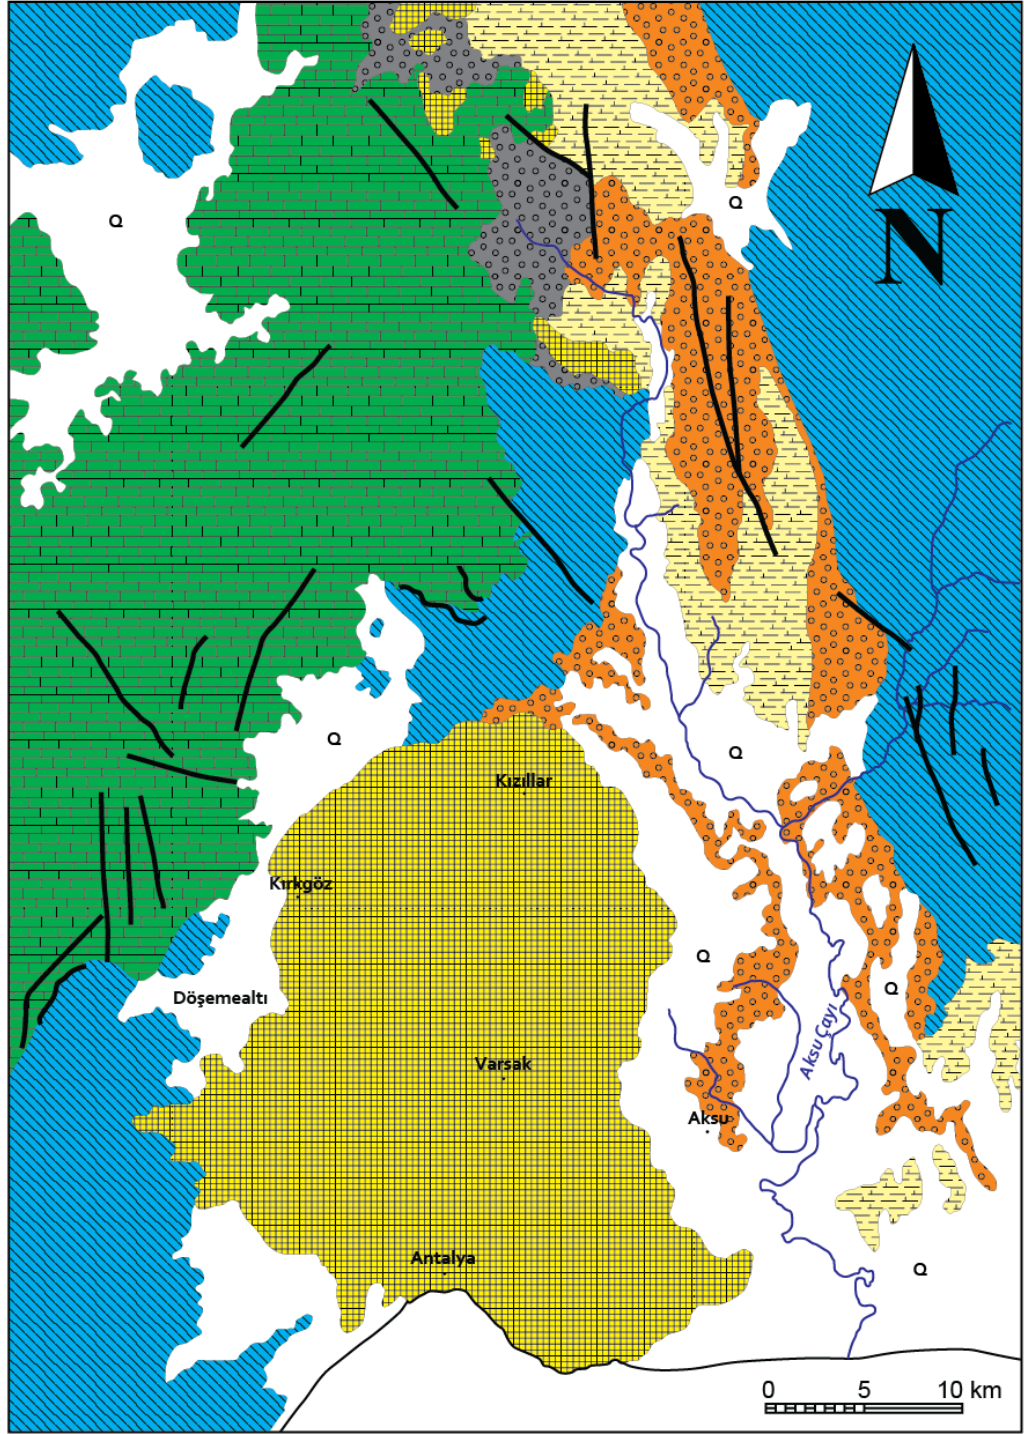 Q
Q
N
Q
Q
Kızıllar
Kırkgöz
Q
Q
Döşemealtı
Aksu Çayı
Varsak
Aksu
Antalya
Q
0 5 10 km